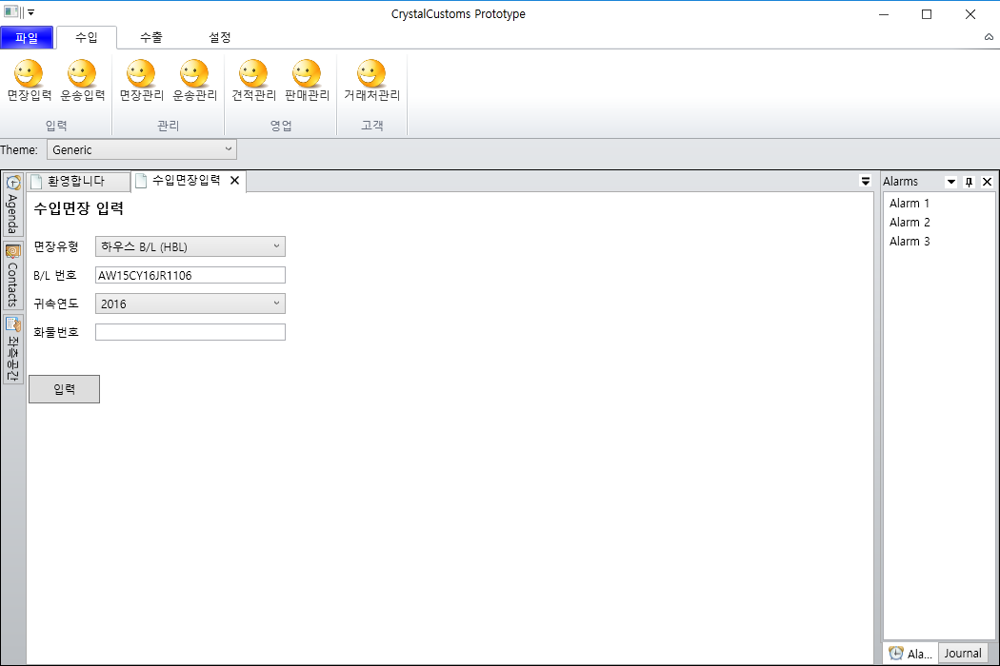 CrystalCustoms Prototype
파일 수입 수출 설정
면장입력 운송입력 면장관리 운송관리 견적관리 판매관리 거래처관리
입력 관리 영업 고객
Theme: Generic
Agenda
Contacts
좌측공간
환영합니다 수입면장입력
수입면장 입력
면장유형 하우스 B/L (HBL)
B/L 번호 AW15CY16JR1106
귀속연도 2016
화물번호
입력
Alarms
Alarm 1
Alarm 2
Alarm 3
Ala... Journal